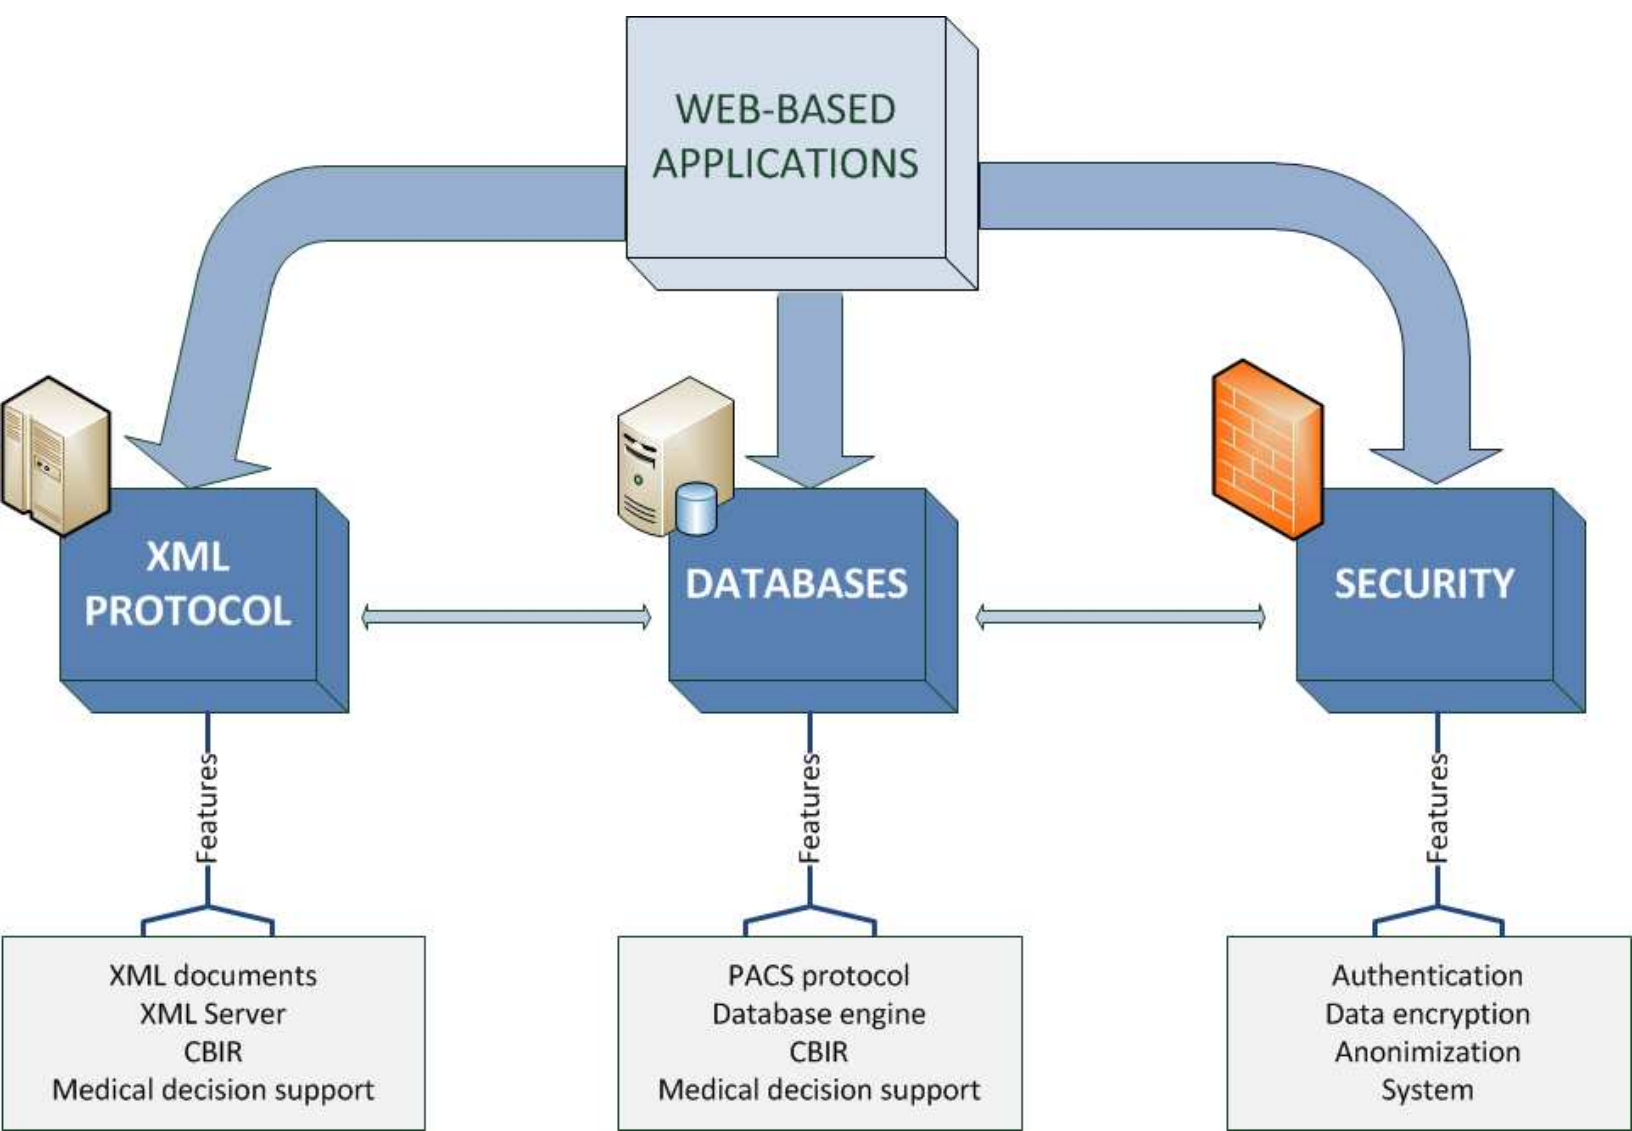 WEB-BASED
APPLICATIONS
XML
PROTOCOL
DATABASES
SECURITY
Features
Features
Features
XML documents
XML Server
CBIR
Medical decision support
PACS protocol
Database engine
CBIR
Medical decision support
Authentication
Data encryption
Anonimization
System